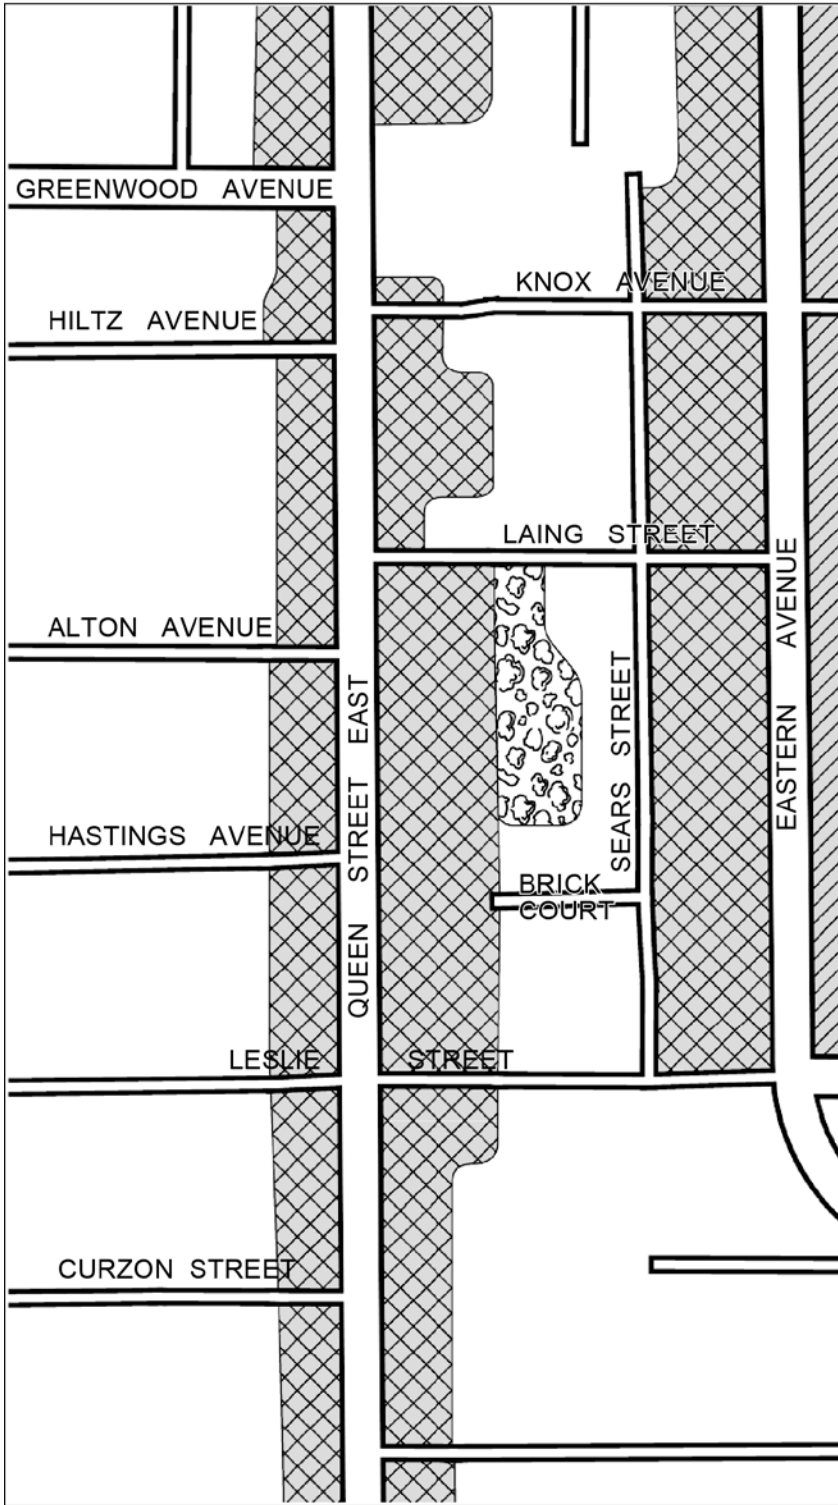 GREENWOOD AVENUE
KNOX AVENUE
HILTZ AVENUE
LAING STREET
EASTERN AVENUE
ALTON AVENUE
SEARS STREET
QUEEN STREET EAST
HASTINGS AVENUE
BRICK
COURT
LESLIE STREET
CURZON STREET